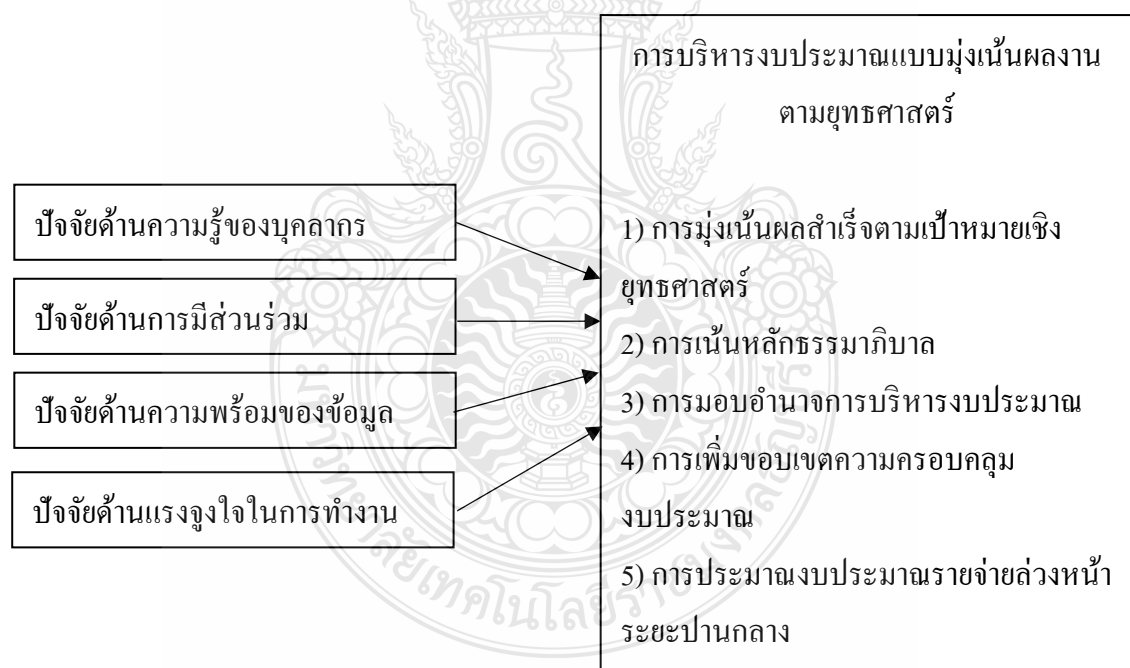 การบริหารงบประมาณแบบมุ่งเน้นผลงาน
ตามยุทธศาสตร์
ปัจจัยด้านความรู้ของบุคลากร
ปัจจัยด้านการมีส่วนร่วม
ปัจจัยด้านความพร้อมของข้อมูล
ปัจจัยด้านแรงจูงใจในการทำงาน
1) การมุ่งเน้นผลสำเร็จตามเป้าหมายเชิง
ยุทธศาสตร์
2) การเน้นหลักธรรมาภิบาล
3) การมอบอำนาจการบริหารงบประมาณ
4) การเพิ่มขอบเขตความครอบคลุม
งบประมาณ
5) การประมาณงบประมาณรายจ่ายล่วงหน้า
ระยะปานกลาง